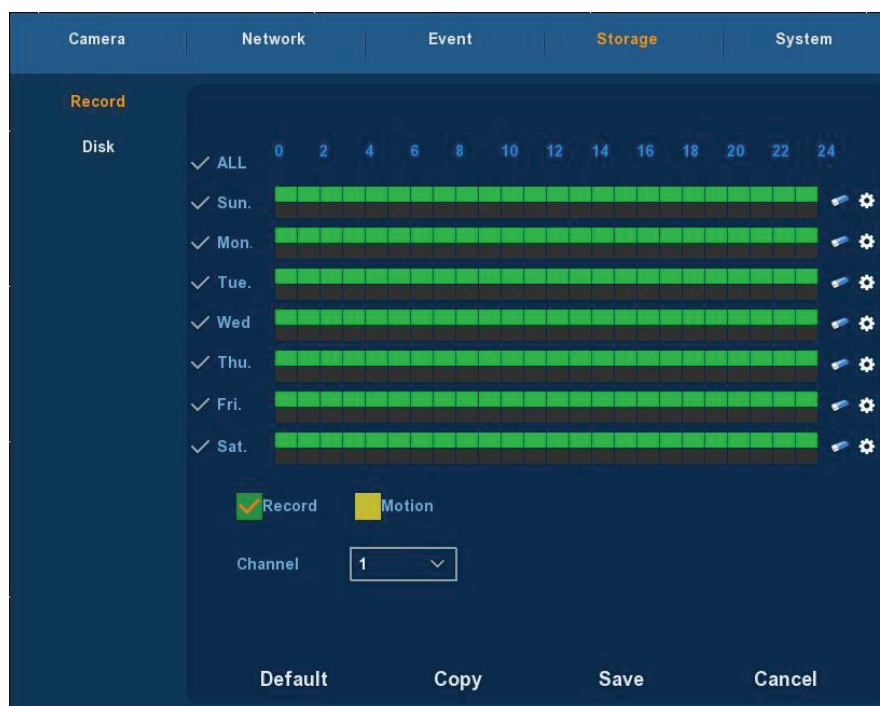 Camera Network Event Storage System
Record
Disk
0 2 4 6 8 10 12 14 16 18 20 22 24
ALL
Sun.
Mon.
Tue.
Wed
Thu.
Fri.
Sat.
Record Motion
Channel 1
Default Copy Save Cancel